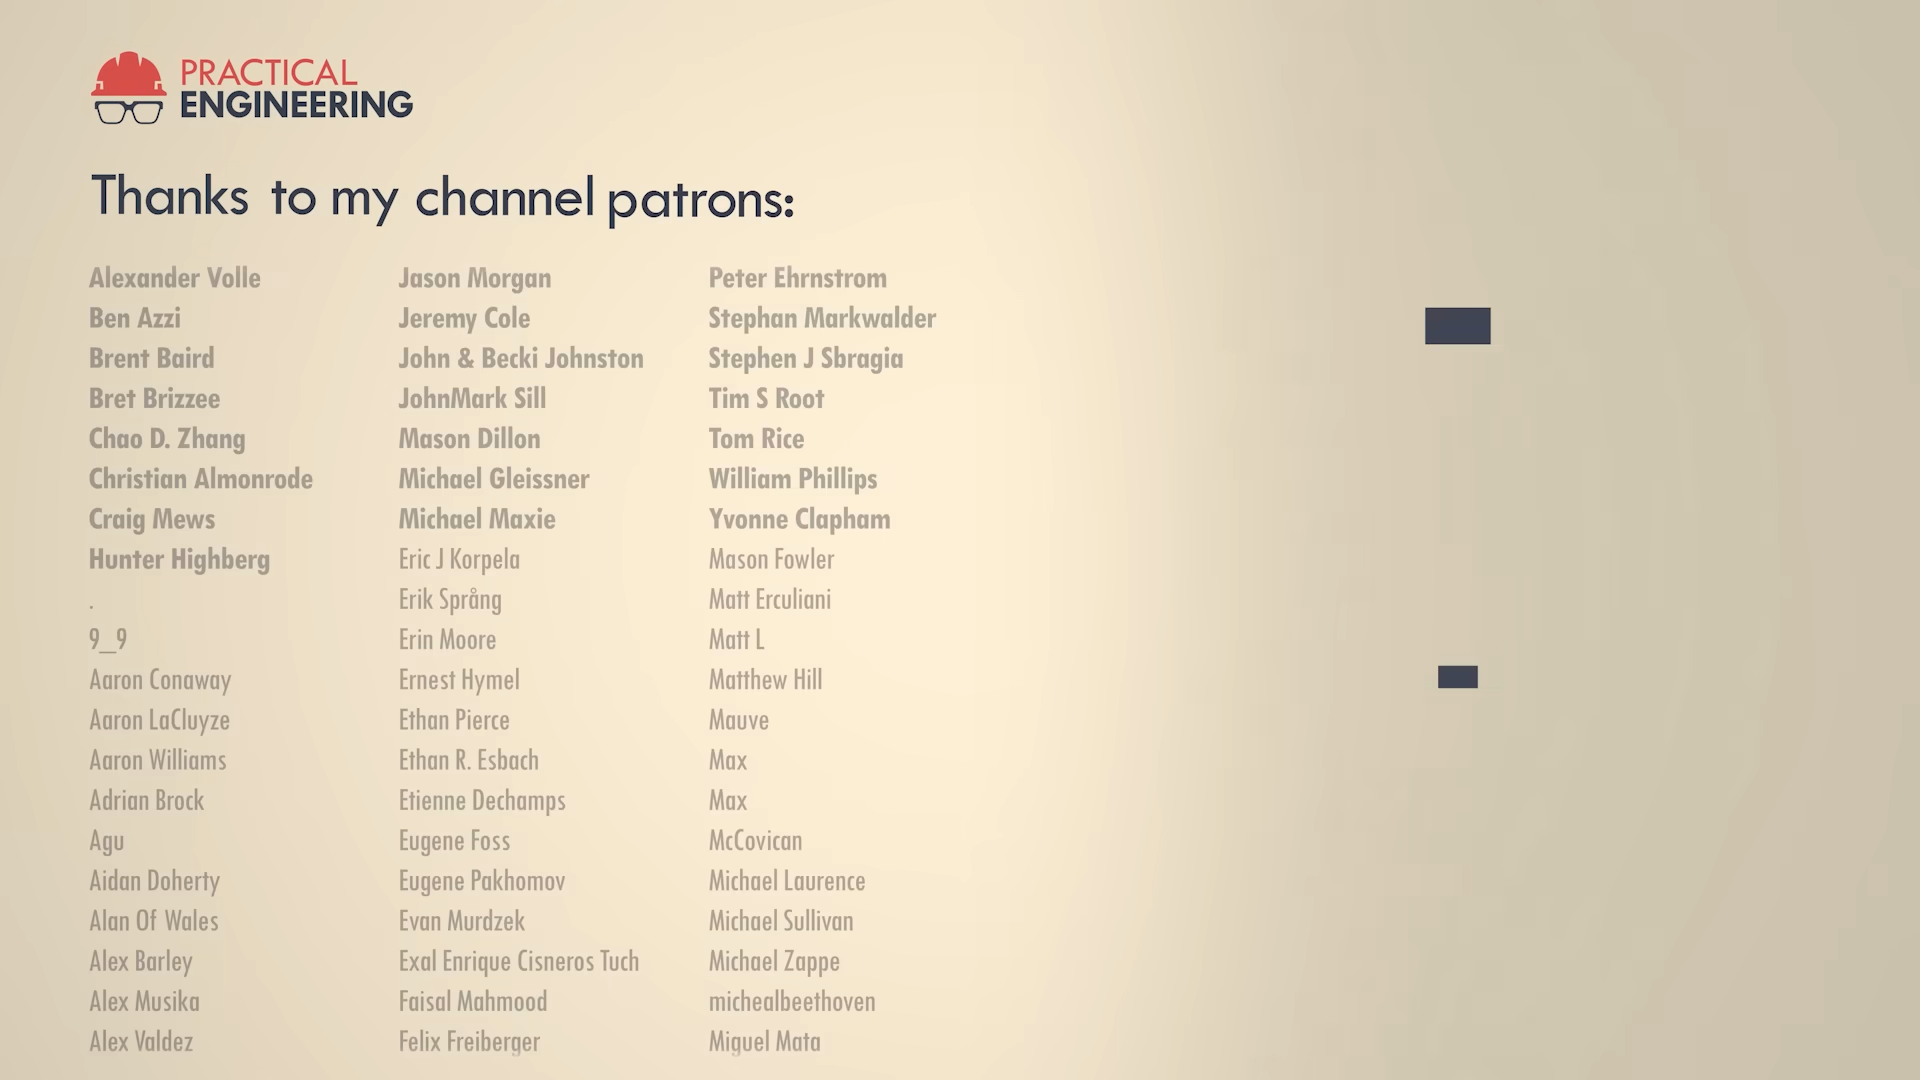 PRACTICAL
ENGINEERING
Thanks to my channel patrons:
Alexander Volle
Ben Azzi
Brent Baird
Bret Brizzee
Chao D. Zhang
Christian Almonrode
Craig Mews
Hunter Highberg
.
9_9
Aaron Conaway
Aaron LaCluyze
Aaron Williams
Adrian Brock
Agu
Aidan Doherty
Alan Of Wales
Alex Barley
Alex Musika
Alex Valdez
Jason Morgan
Jeremy Cole
John & Becki Johnston
JohnMark Sill
Mason Dillon
Michael Gleissner
Michael Maxie
Eric J Korpela
Erik Språng
Erin Moore
Ernest Hymel
Ethan Pierce
Ethan R. Esbach
Etienne Dechamps
Eugene Foss
Eugene Pakhomov
Evan Murdzek
Exal Enrique Cisneros Tuch
Faisal Mahmood
Felix Freiberger
Peter Ehrnstrom
Stephan Markwalder
Stephen J Sbragia
Tim S Root
Tom Rice
William Phillips
Yvonne Clapham
Mason Fowler
Matt Erculiani
Matt L
Matthew Hill
Mauve
Max
Max
McCovican
Michael Laurence
Michael Sullivan
Michael Zappe
michealbeethoven
Miguel Mata